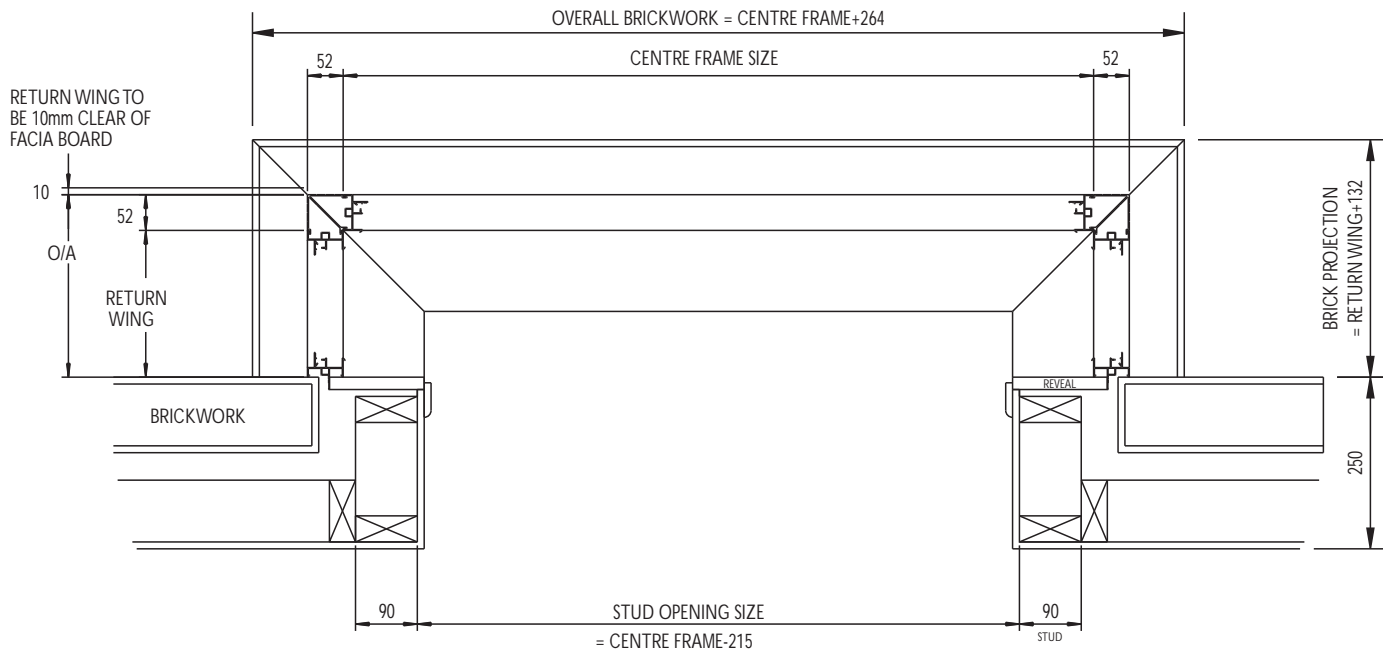 OVERALL BRICKWORK = CENTRE FRAME+264
52
CENTRE FRAME SIZE
52
RETURN WING TO
BE 10mm CLEAR OF
FACIA BOARD
10
52
O/A
RETURN
WING
BRICK PROJECTION
= RETURN WING+132
REVEAL
BRICKWORK
250
90
STUD OPENING SIZE
= CENTRE FRAME-215
90
STUD